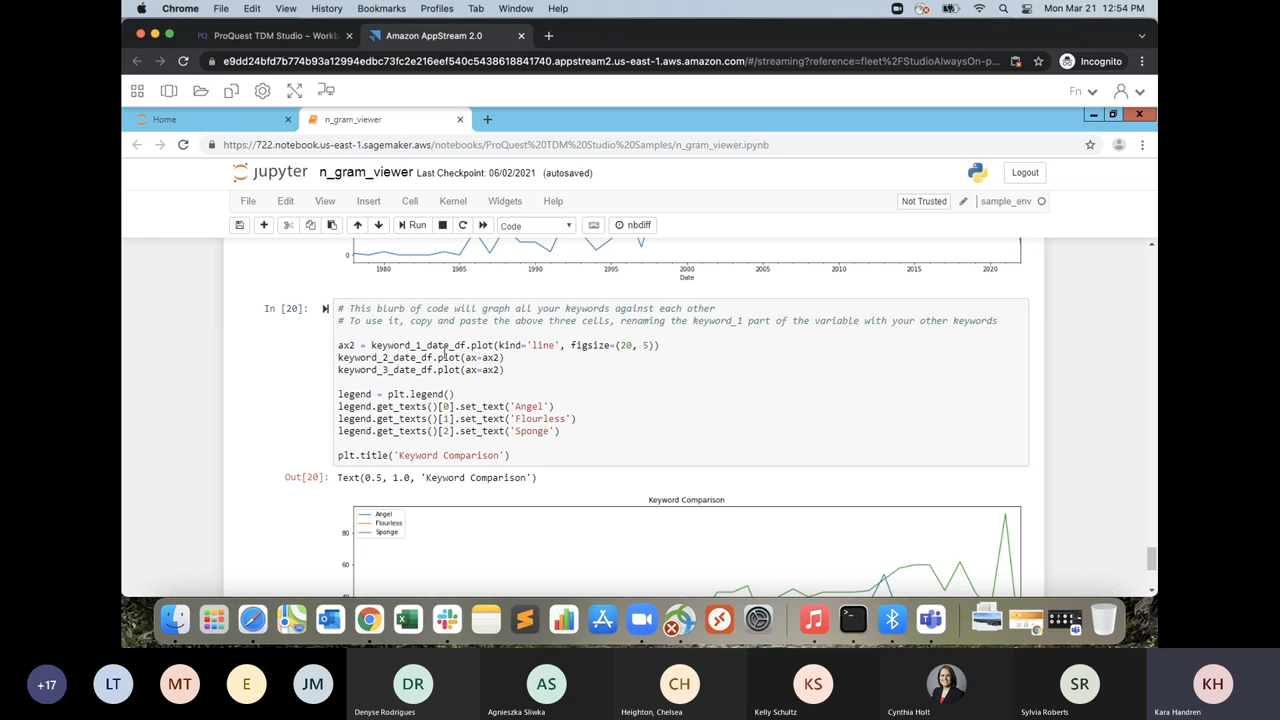 Chrome File Edit View History Bookmarks Profiles Tab Window Help Mon Mar 21 12:54 PM
PQ ProQuest TDM Studio ~ Workb Amazon AppStream 2.0
e9dd24bfd7b774b93a12994edbc73fc2e216eef540c5438618841740.appstream2.us-east-1.aws.amazon.com/#/streaming?reference=fleet%2FStudioAlwaysOn-p... Incognito
Fn
Home n_gram_viewer
https://722.notebook.us-east-1.sagemaker.aws/notebooks/ProQuest%20TDM%20Studio%20Samples/n_gram_viewer.ipynb
jupyter n_gram_viewer Last Checkpoint: 06/02/2021 (autosaved) Logout
File Edit View Insert Cell Kernel Widgets Help Not Trusted sample_env
Run Code nbdiff
0
1980 1985 1990 1995 2000 2005 2010 2015 2020
Date
In [20]: # This blurb of code will graph all your keywords against each other
# To use it, copy and paste the above three cells, renaming the keyword_1 part of the variable with your other keywords
ax2 = keyword_1_date_df.plot(kind='line', figsize=(20, 5))
keyword_2_date_df.plot(ax=ax2)
keyword_3_date_df.plot(ax=ax2)
legend = plt.legend()
legend.get_texts()[0].set_text('Angel')
legend.get_texts()[1].set_text('Flourless')
legend.get_texts()[2].set_text('Sponge')
plt.title('Keyword Comparison')
Out[20]: Text(0.5, 1.0, 'Keyword Comparison')
Keyword Comparison
Angel
Flourless
Sponge
80
60
+17 LT MT E JM DR AS CH KS SR KH
Denyse Rodrigues Agnieszka Sliwka Heighton, Chelsea Kelly Schultz Cynthia Holt Sylvia Roberts Kara Handren